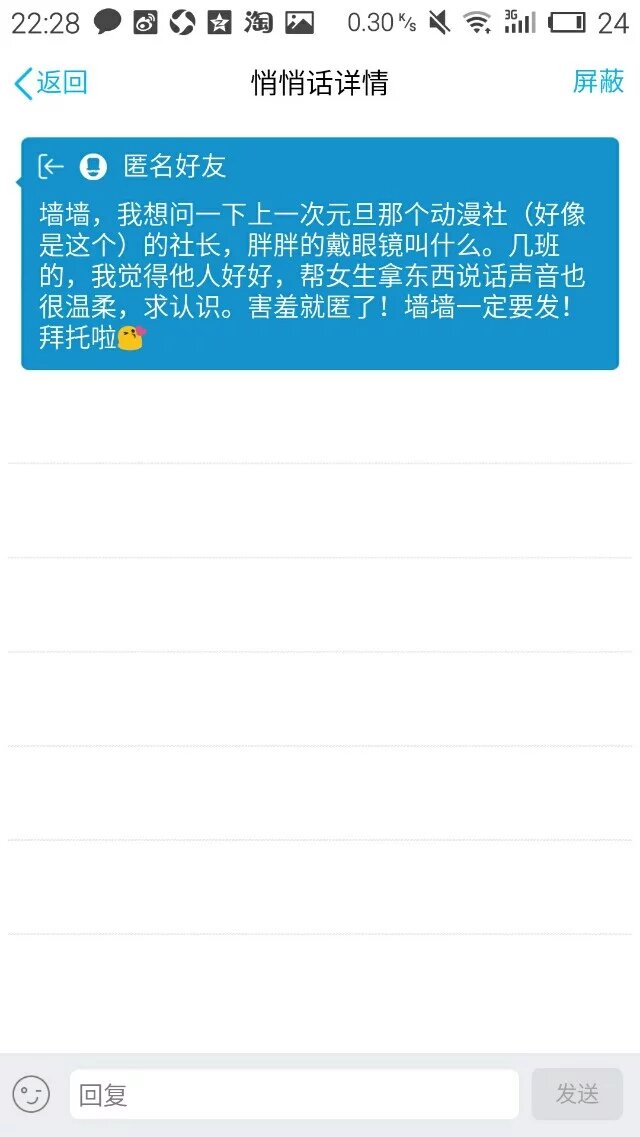 22:28 淘 0.30 K/s 3G 24
返回 悄悄话详情 屏蔽
匿名好友
墙墙，我想问一下上一次元旦那个动漫社（好像
是这个）的社长，胖胖的戴眼镜叫什么。几班
的，我觉得他人好好，帮女生拿东西说话声音也
很温柔，求认识。害羞就匿了！墙墙一定要发！
拜托啦😘
回复 发送